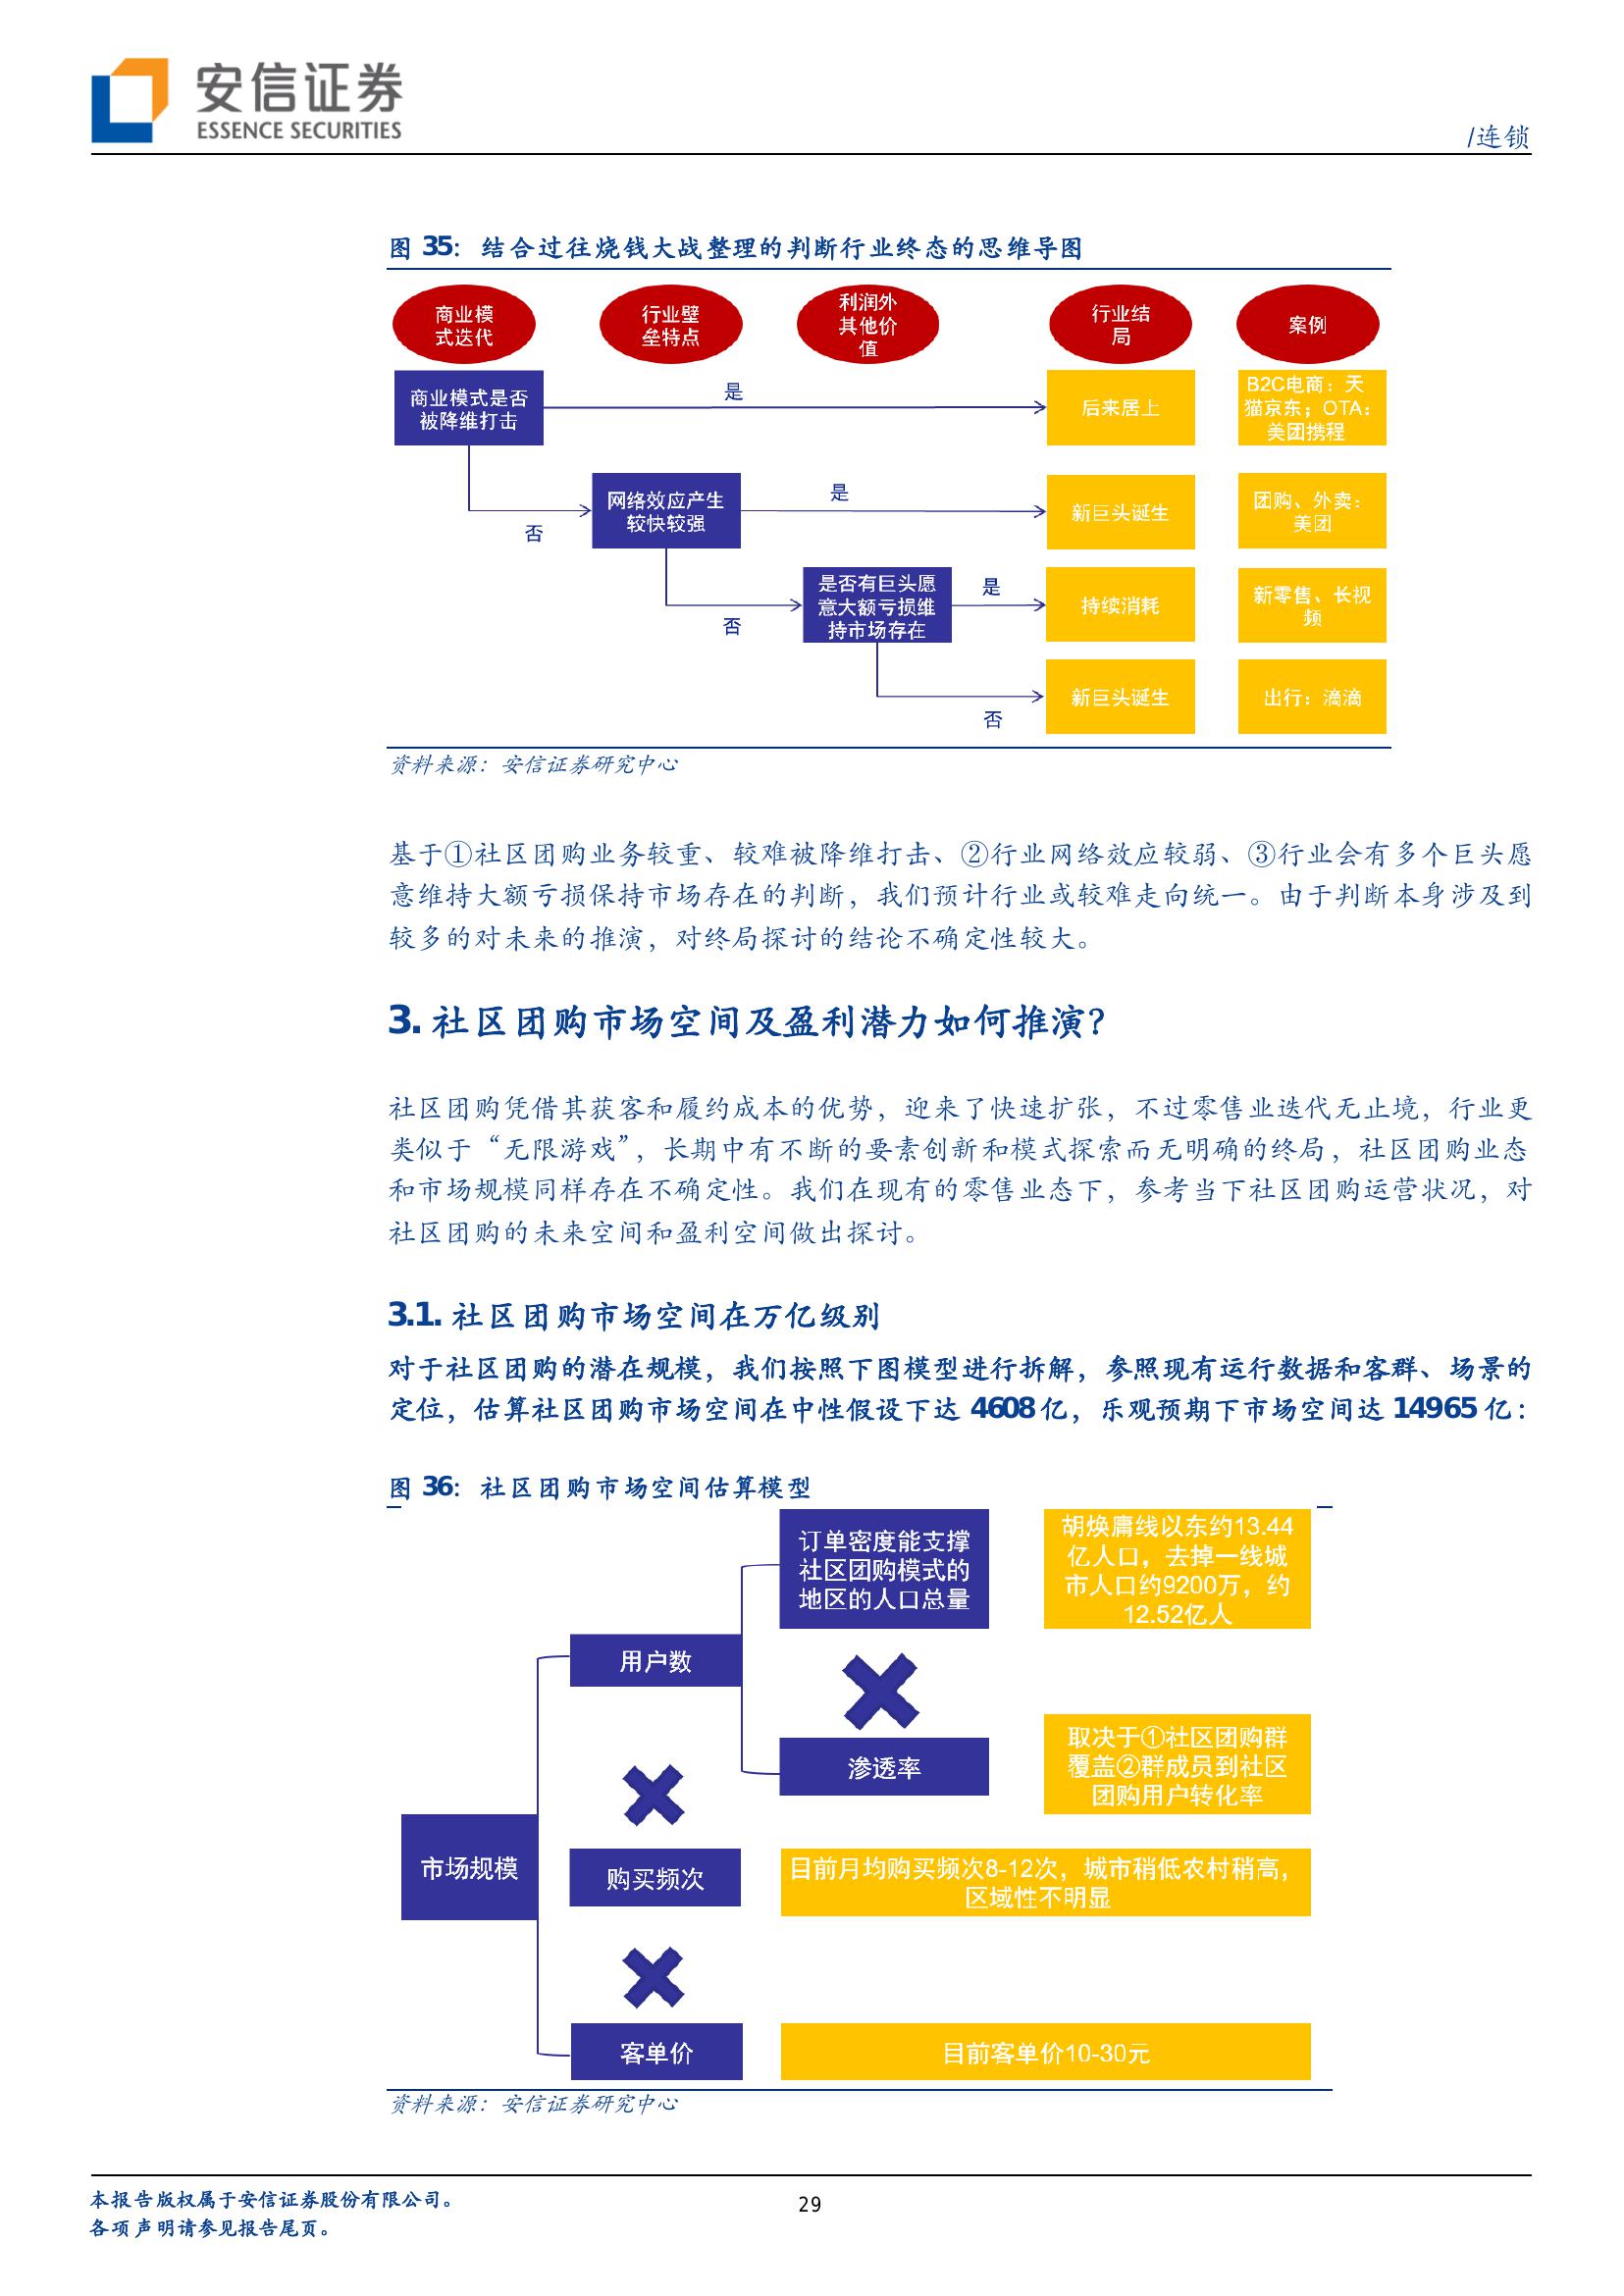 安信证券
ESSENCE SECURITIES
/连锁
图 35：结合过往烧钱大战整理的判断行业终态的思维导图
商业模
式迭代
行业壁
垒特点
利润外
其他价
值
行业结
局
案例
商业模式是否
被降维打击
是
后来居上
B2C电商：天
猫京东；OTA：
美团携程
否
网络效应产生
较快较强
是
新巨头诞生
团购、外卖：
美团
否
是否有巨头愿
意大额亏损维
持市场存在
是
持续消耗
新零售、长视
频
否
新巨头诞生
出行：滴滴
资料来源：安信证券研究中心
基于①社区团购业务较重、较难被降维打击、②行业网络效应较弱、③行业会有多个巨头愿
意维持大额亏损保持市场存在的判断，我们预计行业或较难走向统一。由于判断本身涉及到
较多的对未来的推演，对终局探讨的结论不确定性较大。
3. 社区团购市场空间及盈利潜力如何推演？
社区团购凭借其获客和履约成本的优势，迎来了快速扩张，不过零售业迭代无止境，行业更
类似于“无限游戏”，长期中有不断的要素创新和模式探索而无明确的终局，社区团购业态
和市场规模同样存在不确定性。我们在现有的零售业态下，参考当下社区团购运营状况，对
社区团购的未来空间和盈利空间做出探讨。
3.1. 社区团购市场空间在万亿级别
对于社区团购的潜在规模，我们按照下图模型进行拆解，参照现有运行数据和客群、场景的
定位，估算社区团购市场空间在中性假设下达 4608 亿，乐观预期下市场空间达 14965 亿：
图 36：社区团购市场空间估算模型
订单密度能支撑
社区团购模式的
地区的人口总量
胡焕庸线以东约13.44
亿人口，去掉一线城
市人口约9200万，约
12.52亿人
用户数
渗透率
取决于①社区团购群
覆盖②群成员到社区
团购用户转化率
市场规模
购买频次
目前月均购买频次8-12次，城市稍低农村稍高，
区域性不明显
客单价
目前客单价10-30元
资料来源：安信证券研究中心
本报告版权属于安信证券股份有限公司。
各项声明请参见报告尾页。
29